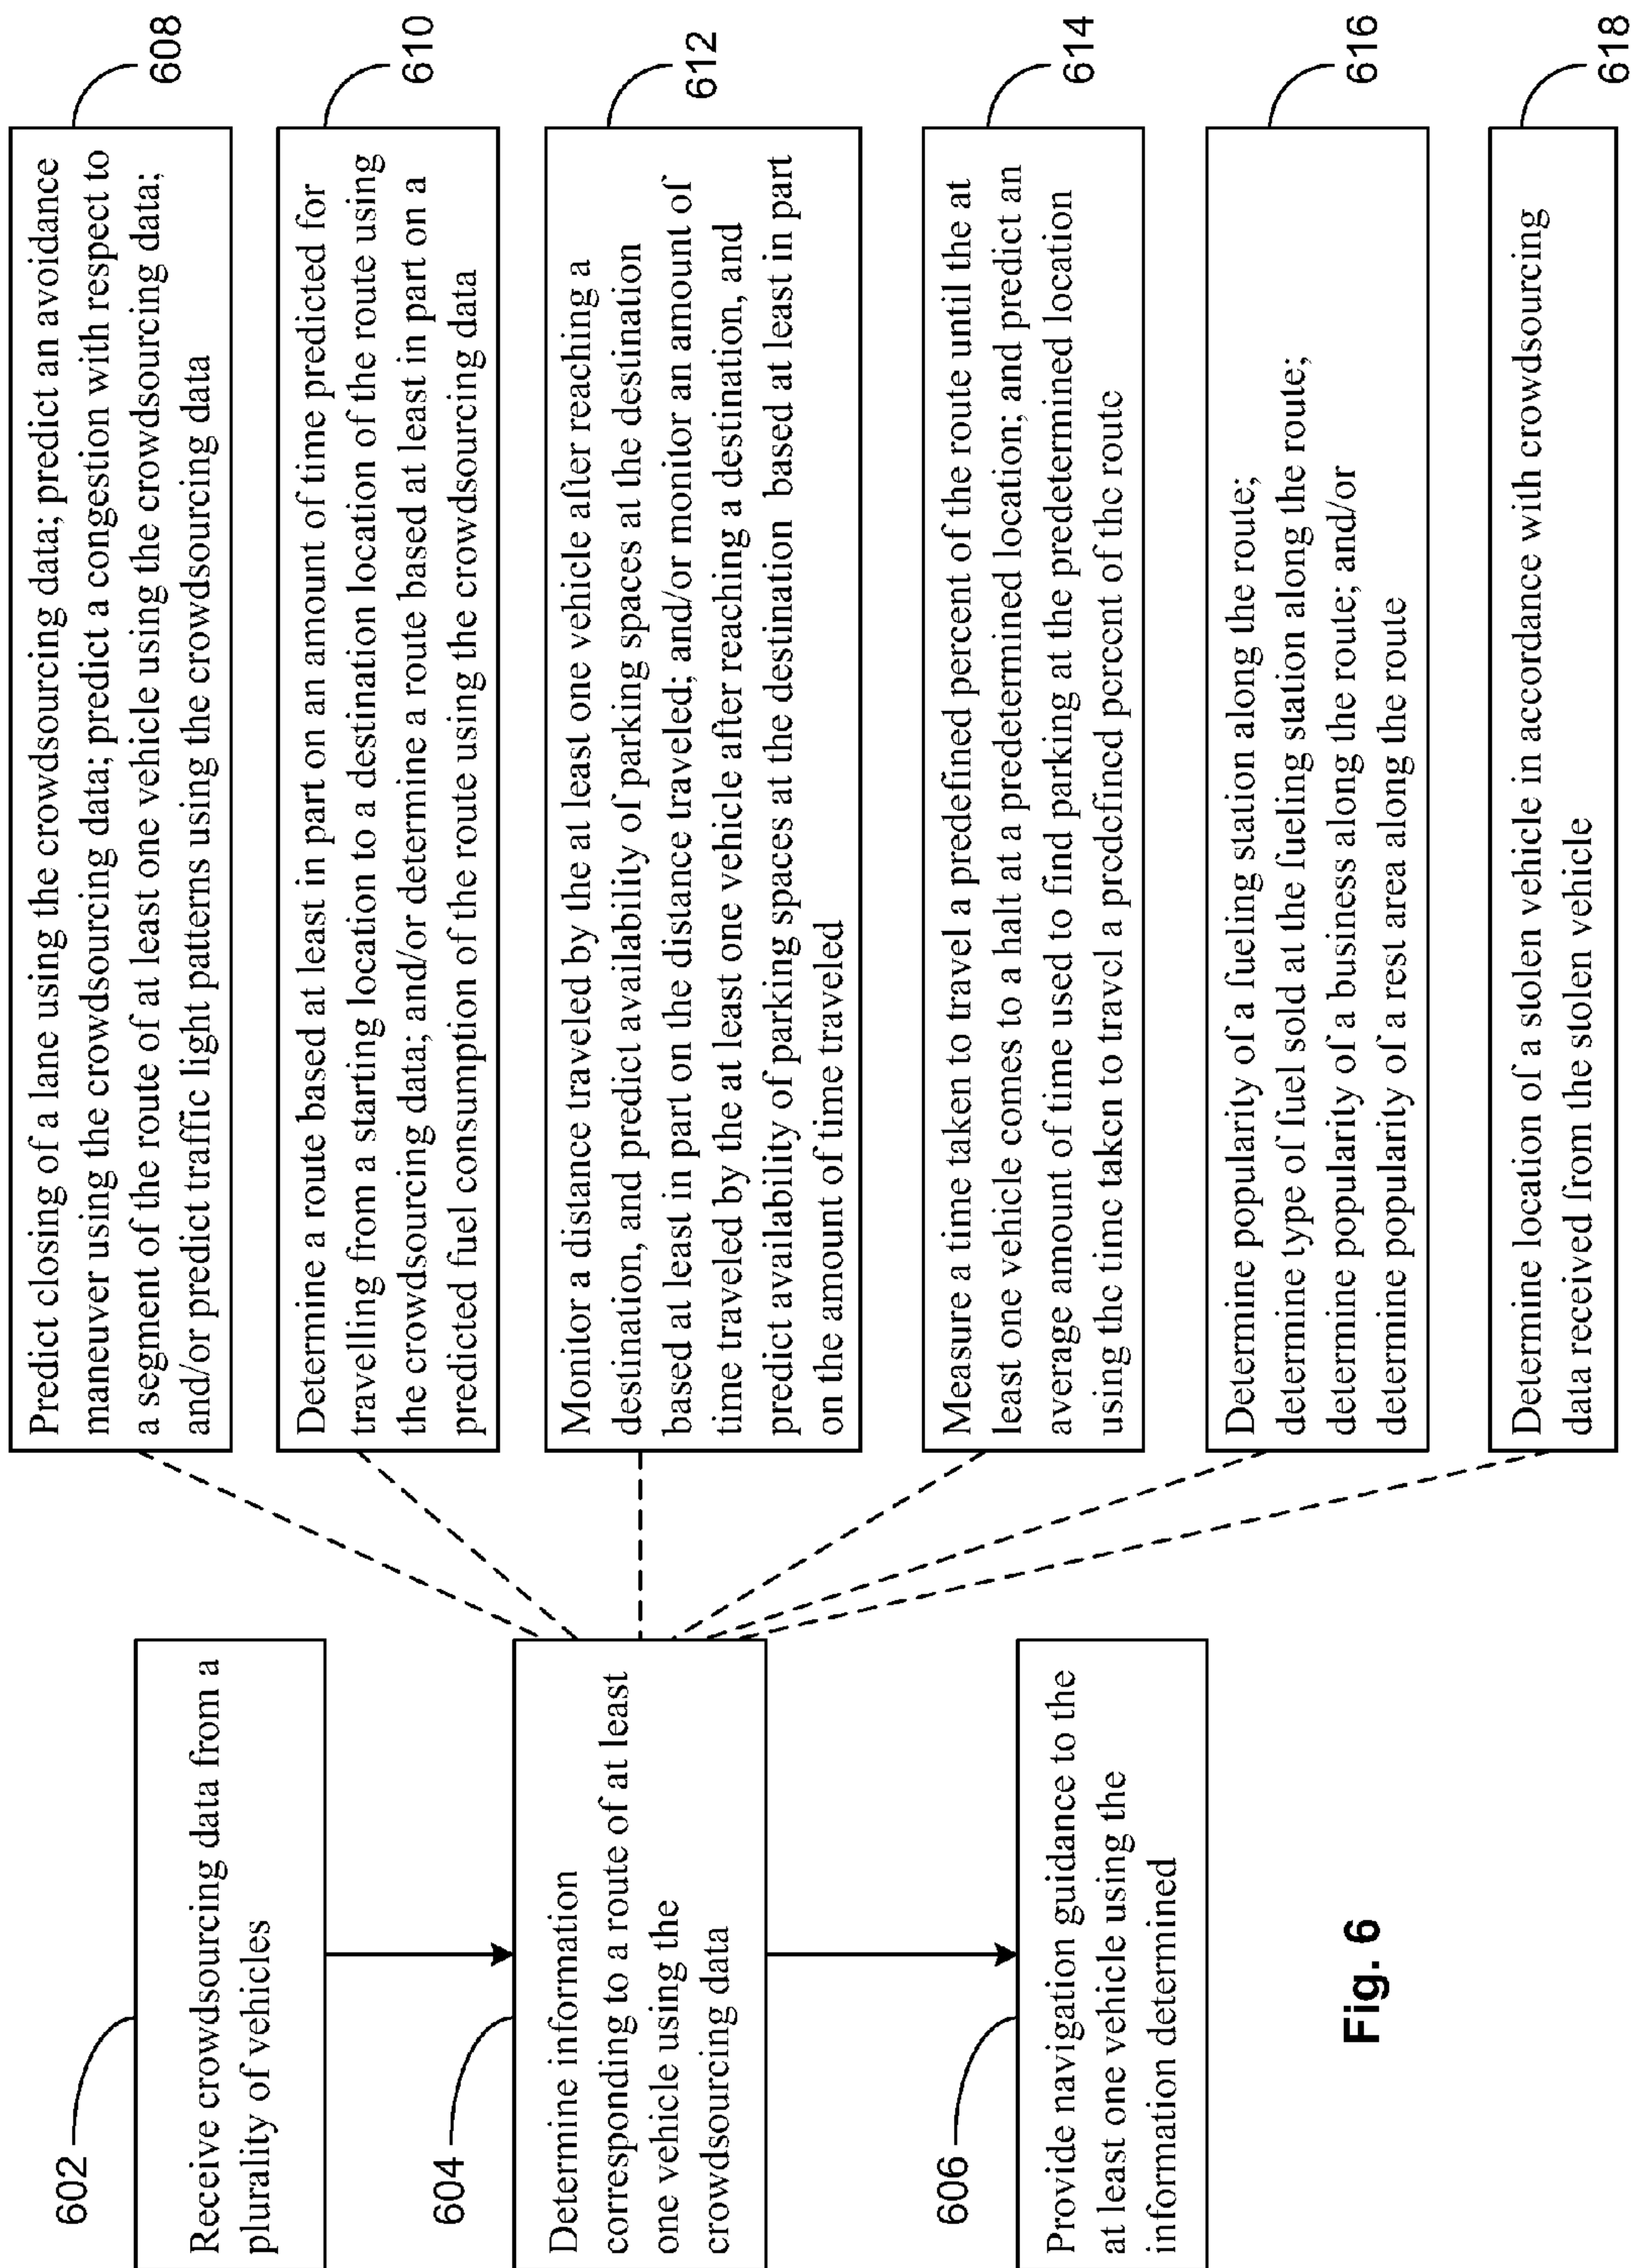 602
Receive crowdsourcing data from a
plurality of vehicles
604
Determine information
corresponding to a route of at least
one vehicle using the
crowdsourcing data
606
Provide navigation guidance to the
at least one vehicle using the
information determined
608
Predict closing of a lane using the crowdsourcing data; predict an avoidance
maneuver using the crowdsourcing data; predict a congestion with respect to
a segment of the route of at least one vehicle using the crowdsourcing data;
and/or predict traffic light patterns using the crowdsourcing data
610
Determine a route based at least in part on an amount of time predicted for
travelling from a starting location to a destination location of the route using
the crowdsourcing data; and/or determine a route based at least in part on a
predicted fuel consumption of the route using the crowdsourcing data
612
Monitor a distance traveled by the at least one vehicle after reaching a
destination, and predict availability of parking spaces at the destination
based at least in part on the distance traveled; and/or monitor an amount of
time traveled by the at least one vehicle after reaching a destination, and
predict availability of parking spaces at the destination based at least in part
on the amount of time traveled
614
Measure a time taken to travel a predefined percent of the route until the at
least one vehicle comes to a halt at a predetermined location; and predict an
average amount of time used to find parking at the predetermined location
using the time taken to travel a predefined percent of the route
616
Determine popularity of a fueling station along the route;
determine type of fuel sold at the fueling station along the route;
determine popularity of a business along the route; and/or
determine popularity of a rest area along the route
618
Determine location of a stolen vehicle in accordance with crowdsourcing
data received from the stolen vehicle
Fig. 6